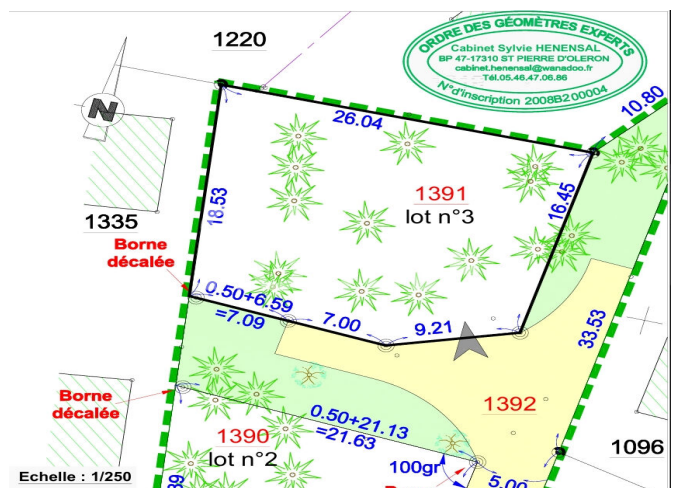 1220
ORDRE DES GÉOMÈTRES EXPERTS
Cabinet Sylvie HENENSAL
BP 47-17310 ST PIERRE D'OLERON
cabinet.henensal@wanadoo.fr
Tél.05.46.47.06.86
N°d'inscription 2008B200004
10.80
26.04
N
1391
lot n°3
18.53
16.45
1335
Borne
décalée
0.50+6.59
=7.09
7.00
9.21
33.53
Borne
décalée
0.50+21.13
=21.63
1392
1390
lot n°2
1096
100gr
5.00
Echelle : 1/250